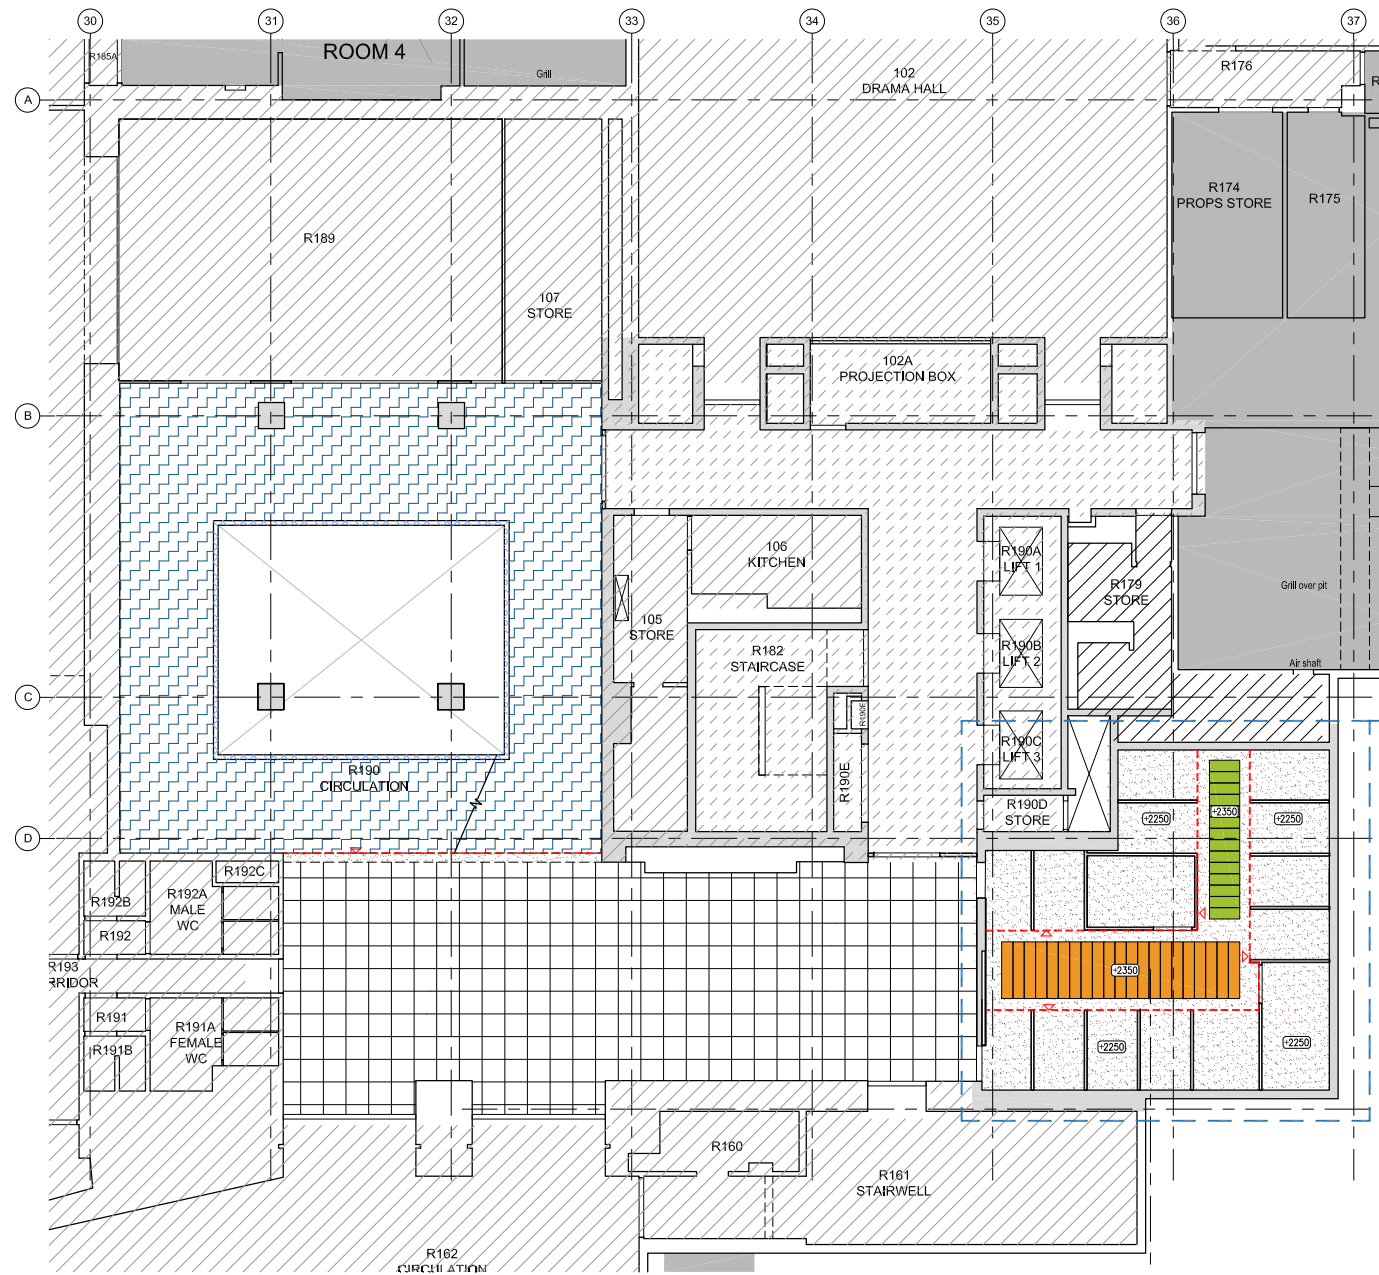 30 31 32 33 34 35 36 37
R185A
ROOM 4
Grill
102
DRAMA HALL
R176
A
R174
PROPS STORE
R175
R189
107
STORE
102A
PROJECTION BOX
B
106
KITCHEN
R190A
LIFT 1
R179
STORE
Grill over pit
105
STORE
R182
STAIRCASE
R190B
LIFT 2
Air shaft
C
R190F
R190C
LIFT 3
R190
CIRCULATION
R190E
R190D
STORE
+2250
+2350
+2250
D
R192C
R192B
R192A
MALE
WC
R192
R193
RRIDOR
+2350
R191
R191A
FEMALE
WC
R191B
+2250
+2250
R160
R161
STAIRWELL
R162
CIRCULATION